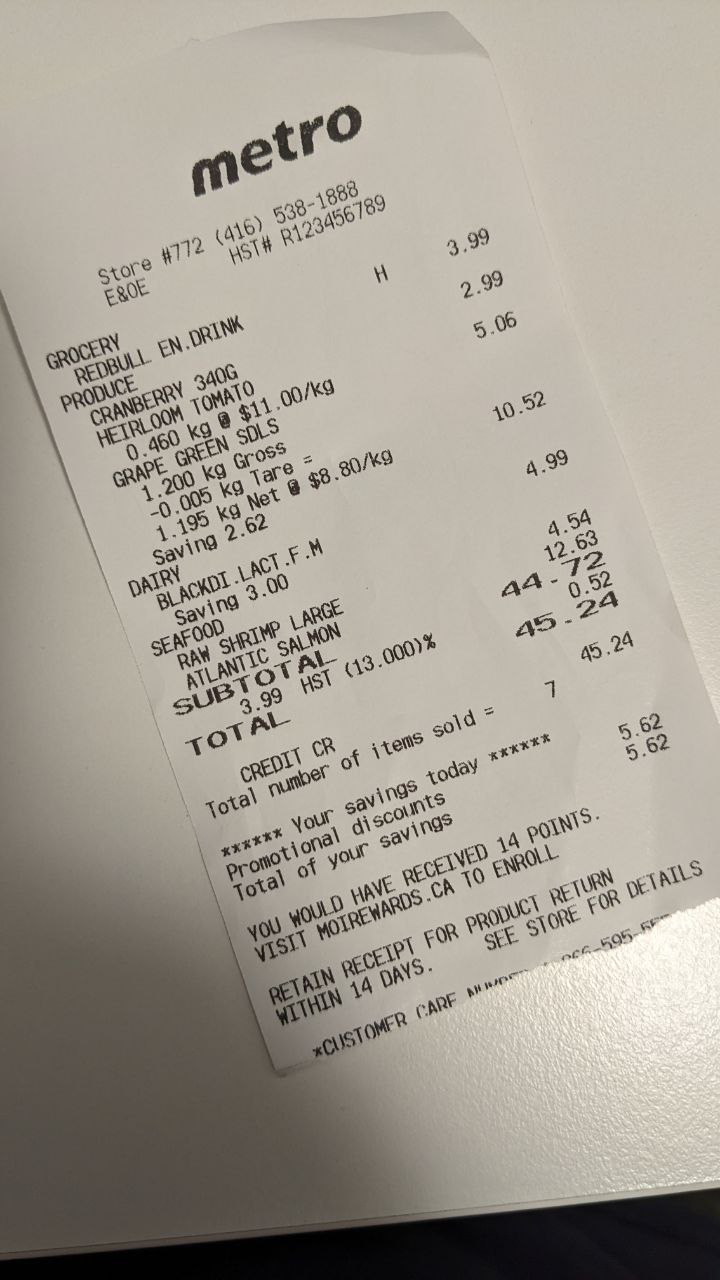 metro
Store #772 (416) 538-1888
E&OE HST# R123456789
GROCERY
REDBULL EN.DRINK H 3.99
PRODUCE
CRANBERRY 340G 2.99
HEIRLOOM TOMATO
0.460 kg @ $11.00/kg 5.06
GRAPE GREEN SDLS
1.200 kg Gross
-0.005 kg Tare =
1.195 kg Net @ $8.80/kg 10.52
Saving 2.62
DAIRY
BLACKDI.LACT.F.M 4.99
Saving 3.00
SEAFOOD
RAW SHRIMP LARGE 4.54
ATLANTIC SALMON 12.63
SUBTOTAL 44.72
3.99 HST (13.000)% 0.52
TOTAL 45.24
CREDIT CR 45.24
Total number of items sold = 7
****** Your savings today ******
Promotional discounts 5.62
Total of your savings 5.62
YOU WOULD HAVE RECEIVED 14 POINTS.
VISIT MOIREWARDS.CA TO ENROLL
RETAIN RECEIPT FOR PRODUCT RETURN
WITHIN 14 DAYS. SEE STORE FOR DETAILS
*CUSTOMER CARE NUMBER